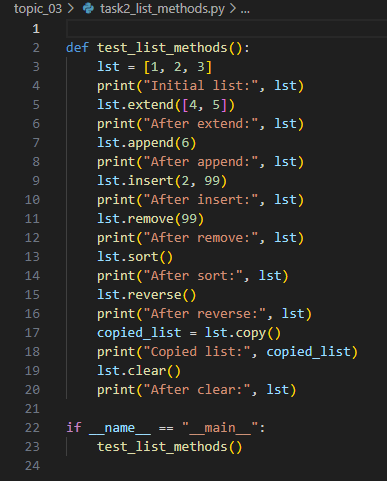 topic_03 > task2_list_methods.py > ...
1
2 def test_list_methods():
3     lst = [1, 2, 3]
4     print("Initial list:", lst)
5     lst.extend([4, 5])
6     print("After extend:", lst)
7     lst.append(6)
8     print("After append:", lst)
9     lst.insert(2, 99)
10     print("After insert:", lst)
11     lst.remove(99)
12     print("After remove:", lst)
13     lst.sort()
14     print("After sort:", lst)
15     lst.reverse()
16     print("After reverse:", lst)
17     copied_list = lst.copy()
18     print("Copied list:", copied_list)
19     lst.clear()
20     print("After clear:", lst)
21
22 if __name__ == "__main__":
23     test_list_methods()
24